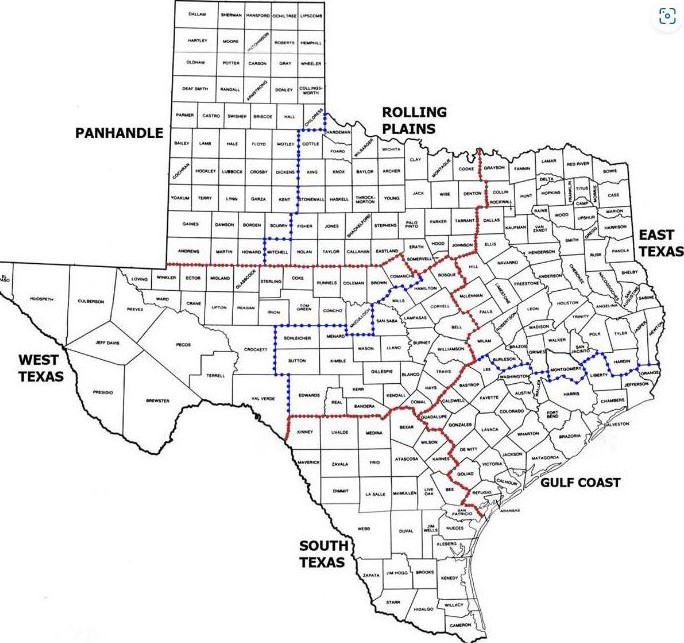 DALLAM SHERMAN HANSFORD OCHILTREE LIPSCOMB
HARTLEY MOORE HUTCHINSON ROBERTS HEMPHILL
OLDHAM POTTER CARSON GRAY WHEELER
DEAF SMITH RANDALL ARMSTRONG DONLEY COLLINGS-
WORTH
PARMER CASTRO SWISHER BRISCOE HALL CHILDRESS
ROLLING
PLAINS
PANHANDLE
HARDEMAN
BAILEY LAMB HALE FLOYD MOTLEY COTTLE FOARD WILBARGER WICHITA
CLAY MONTAGUE COOKE GRAYSON FANNIN LAMAR RED RIVER BOWIE
DELTA
COCHRAN HOCKLEY LUBBOCK CROSBY DICKENS KING KNOX BAYLOR ARCHER
JACK WISE DENTON COLLIN HUNT HOPKINS FRANKLIN TITUS MORRIS CASS
CAMP
ROCKWALL
YOAKUM TERRY LYNN GARZA KENT STONEWALL HASKELL THROCK-
MORTON YOUNG
RAINS WOOD UPSHUR MARION
GAINES DAWSON BORDEN SCURRY FISHER JONES SHACKELFORD STEPHENS PALO
PINTO PARKER TARRANT DALLAS KAUFMAN VAN
ZANDT SMITH GREGG HARRISON
EAST
TEXAS
ANDREWS MARTIN HOWARD MITCHELL NOLAN TAYLOR CALLAHAN EASTLAND ERATH HOOD JOHNSON ELLIS
SOMERVELL
HENDERSON RUSK PANOLA
NAVARRO
LOVING WINKLER ECTOR MIDLAND GLASSCOCK STERLING COKE RUNNELS COLEMAN BROWN COMANCHE BOSQUE HILL
HAMILTON
ANDERSON CHEROKEE SHELBY
FREESTONE
LIMESTONE
HUDSPETH CULBERSON REEVES WARD CRANE UPTON REAGAN IRION TOM
GREEN CONCHO MCCULLOCH MILLS CORYELL MCLENNAN
SAN SABA LAMPASAS FALLS LEON HOUSTON ANGELINA SABINE
BELL ROBERTSON MADISON TRINITY
JEFF DAVIS PECOS CROCKETT SCHLEICHER MENARD MASON LLANO BURNET WILLIAMSON MILAM BRAZOS GRIMES WALKER SAN
JACINTO POLK TYLER NEWTON
WEST
TEXAS
TERRELL SUTTON KIMBLE GILLESPIE BLANCO TRAVIS LEE BURLESON WASHINGTON MONTGOMERY LIBERTY HARDIN ORANGE
PRESIDIO BREWSTER VAL VERDE EDWARDS KERR REAL KENDALL HAYS BASTROP AUSTIN WALLER HARRIS JEFFERSON
BANDERA COMAL CALDWELL FAYETTE CHAMBERS
KINNEY UVALDE MEDINA BEXAR GUADALUPE GONZALES COLORADO FORT
BEND GALVESTON
WILSON LAVACA WHARTON BRAZORIA
MAVERICK ZAVALA FRIO ATASCOSA KARNES DE WITT JACKSON MATAGORDA
VICTORIA
GOLIAD CALHOUN
GULF COAST
DIMMIT LA SALLE MCMULLEN LIVE
OAK BEE REFUGIO
SAN
PATRICIO ARANSAS
SOUTH
TEXAS
WEBB DUVAL JIM
WELLS NUECES
KLEBERG
ZAPATA JIM HOGG BROOKS KENEDY
STARR HIDALGO WILLACY
CAMERON